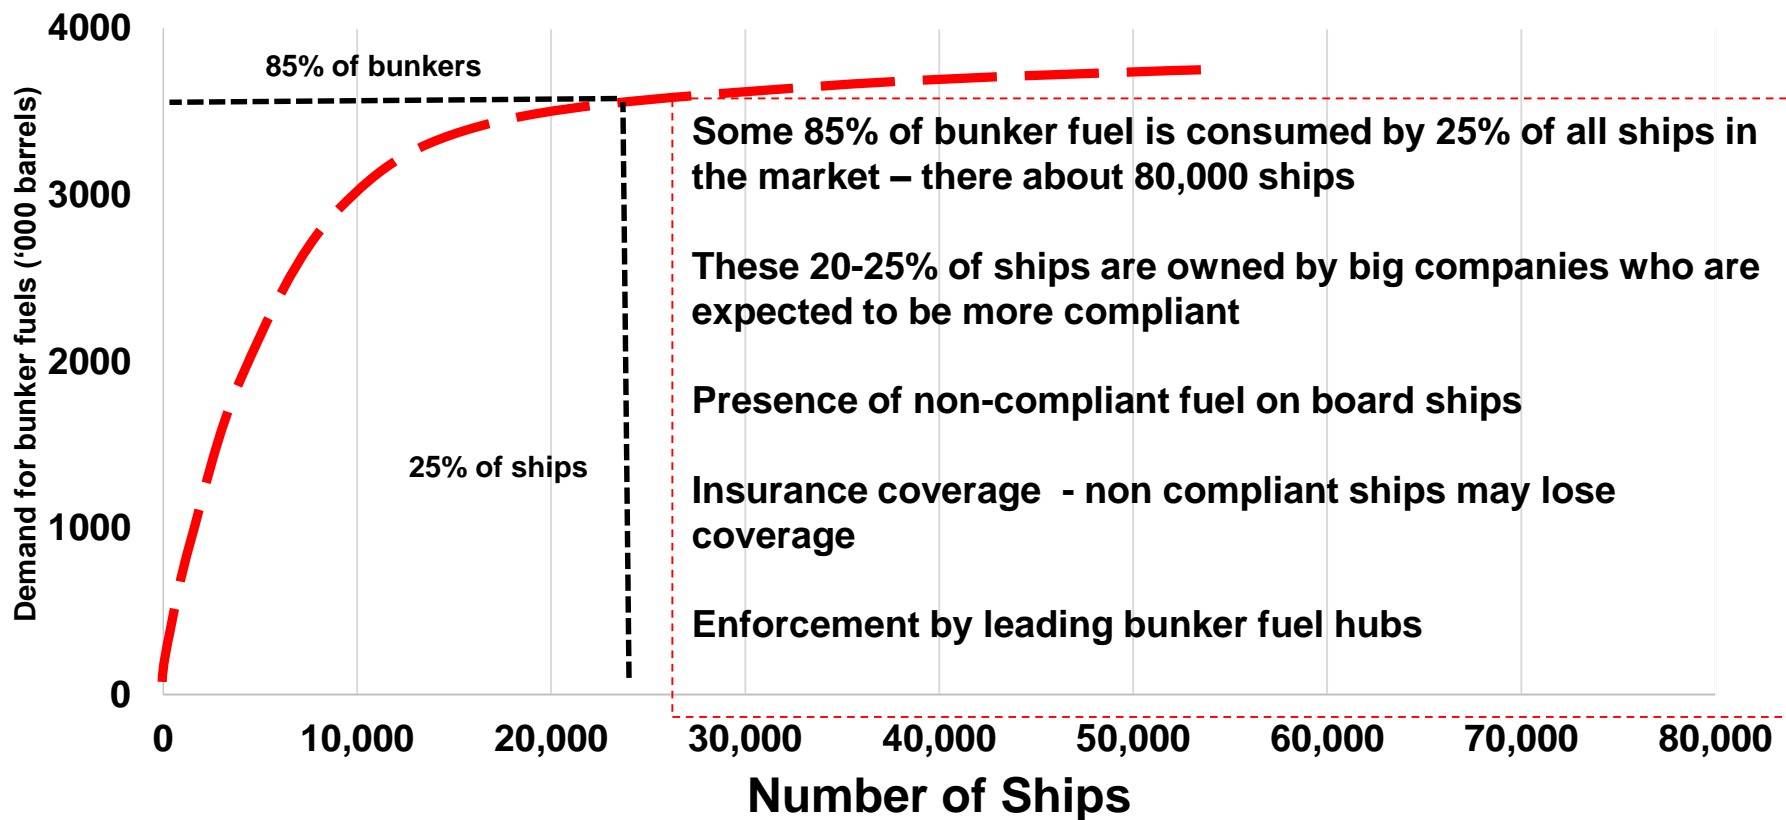 4000
3000
2000
1000
0
Demand for bunker fuels (‘000 barrels)
85% of bunkers
25% of ships
Some 85% of bunker fuel is consumed by 25% of all ships in
the market – there about 80,000 ships
These 20-25% of ships are owned by big companies who are
expected to be more compliant
Presence of non-compliant fuel on board ships
Insurance coverage  - non compliant ships may lose
coverage
Enforcement by leading bunker fuel hubs
0 10,000 20,000 30,000 40,000 50,000 60,000 70,000 80,000
Number of Ships